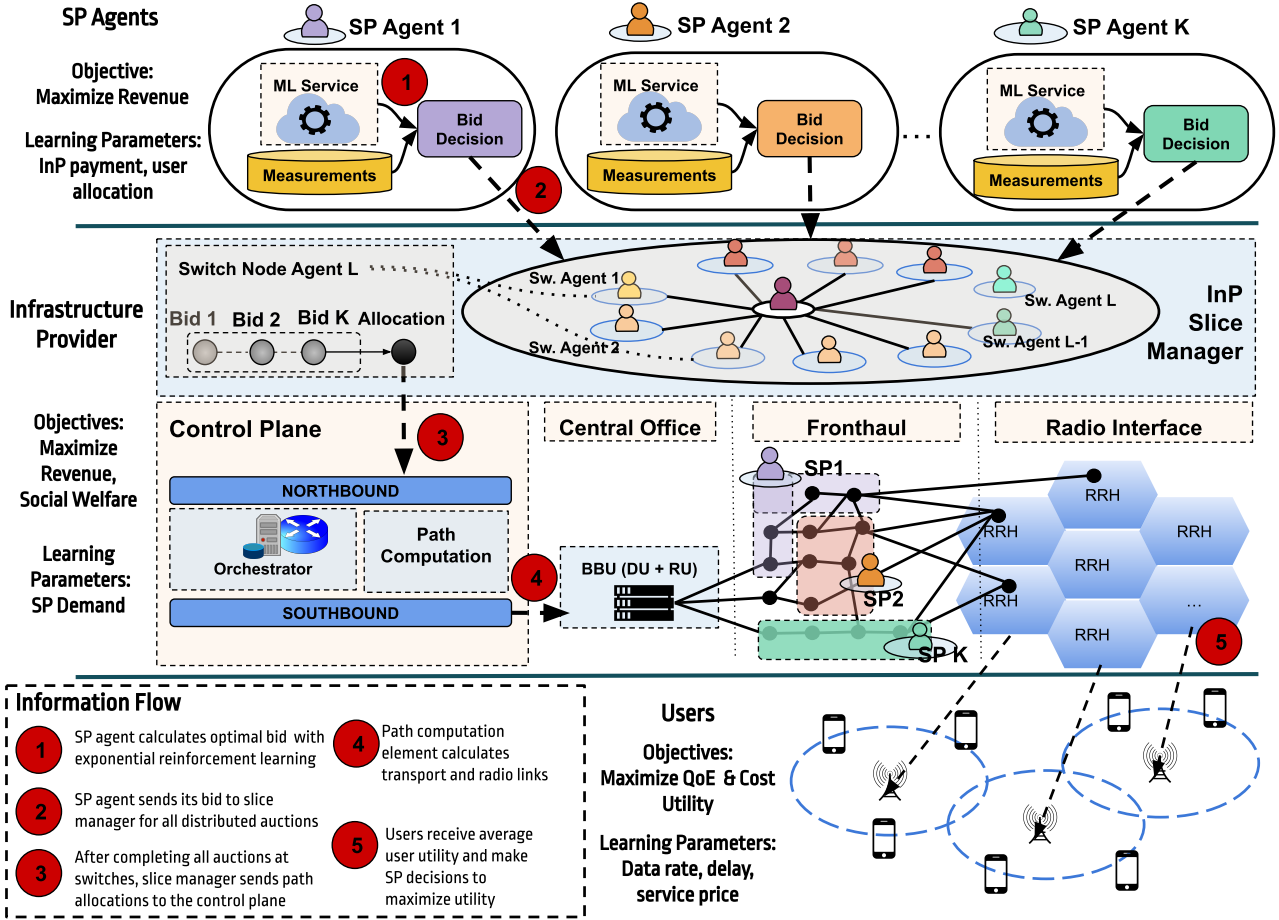 SP Agents
SP Agent 1
SP Agent 2
SP Agent K
Objective:
Maximize Revenue
Learning Parameters:
InP payment, user
allocation
ML Service
1
Bid
Decision
Measurements
2
ML Service
Bid
Decision
Measurements
...
ML Service
Bid
Decision
Measurements
Infrastructure
Provider
Switch Node Agent L
Bid 1
Bid 2
Bid K
Allocation
Sw. Agent 1
Sw. Agent 2
Sw. Agent L
Sw. Agent L-1
InP
Slice
Manager
Objectives:
Maximize
Revenue,
Social Welfare
Learning
Parameters:
SP Demand
Control Plane
3
NORTHBOUND
Orchestrator
Path
Computation
SOUTHBOUND
4
Central Office
BBU (DU + RU)
Fronthaul
SP1
SP2
SP K
Radio Interface
RRH
RRH
RRH
RRH
RRH
...
RRH
5
Information Flow
1
SP agent calculates optimal bid with
exponential reinforcement learning
2
SP agent sends its bid to slice
manager for all distributed auctions
3
After completing all auctions at
switches, slice manager sends path
allocations to the control plane
4
Path computation
element calculates
transport and radio links
5
Users receive average
user utility and make
SP decisions to
maximize utility
Users
Objectives:
Maximize QoE & Cost
Utility
Learning Parameters:
Data rate, delay,
service price